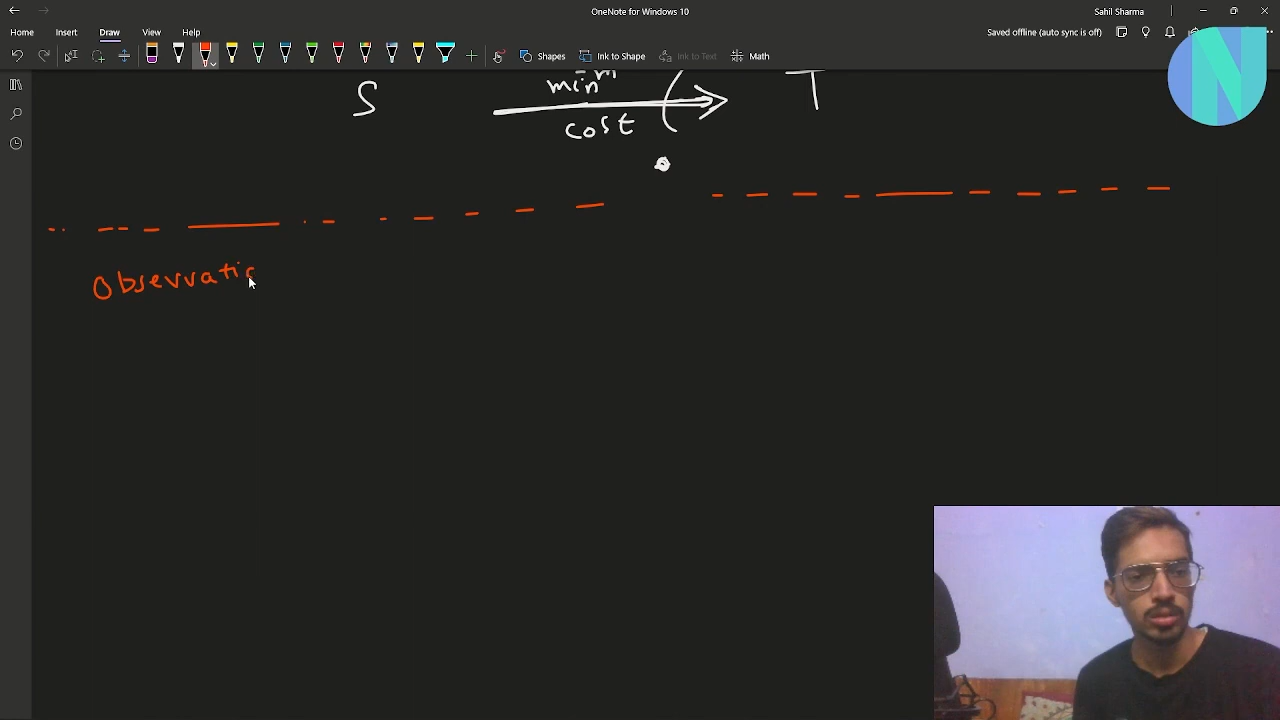 OneNote for Windows 10
Sahil Sharma
Home Insert Draw View Help
Saved offline (auto sync is off)
Shapes Ink to Shape Ink to Text Math
S min T
cost
Observatio
N